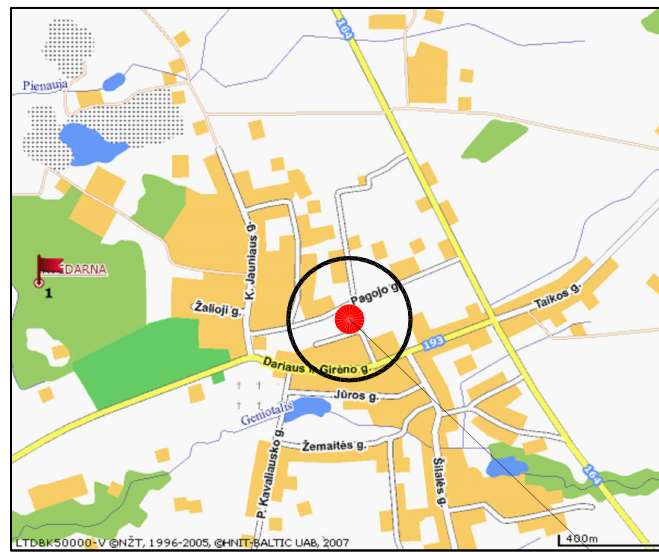 164
Pienauja
K. Jauniaus g.
EDARNA
1
Pagojo g
Žalioji g.
Taikos g.
193
Dariaus ir Girėno g.
Jūros g.
Geniotalis
Žemaitės g.
P. Kavaliausko g.
Šilalės g.
164
LTDBK50000-V ©NŽT, 1996-2005, ©HNIT-BALTIC UAB, 2007
400m